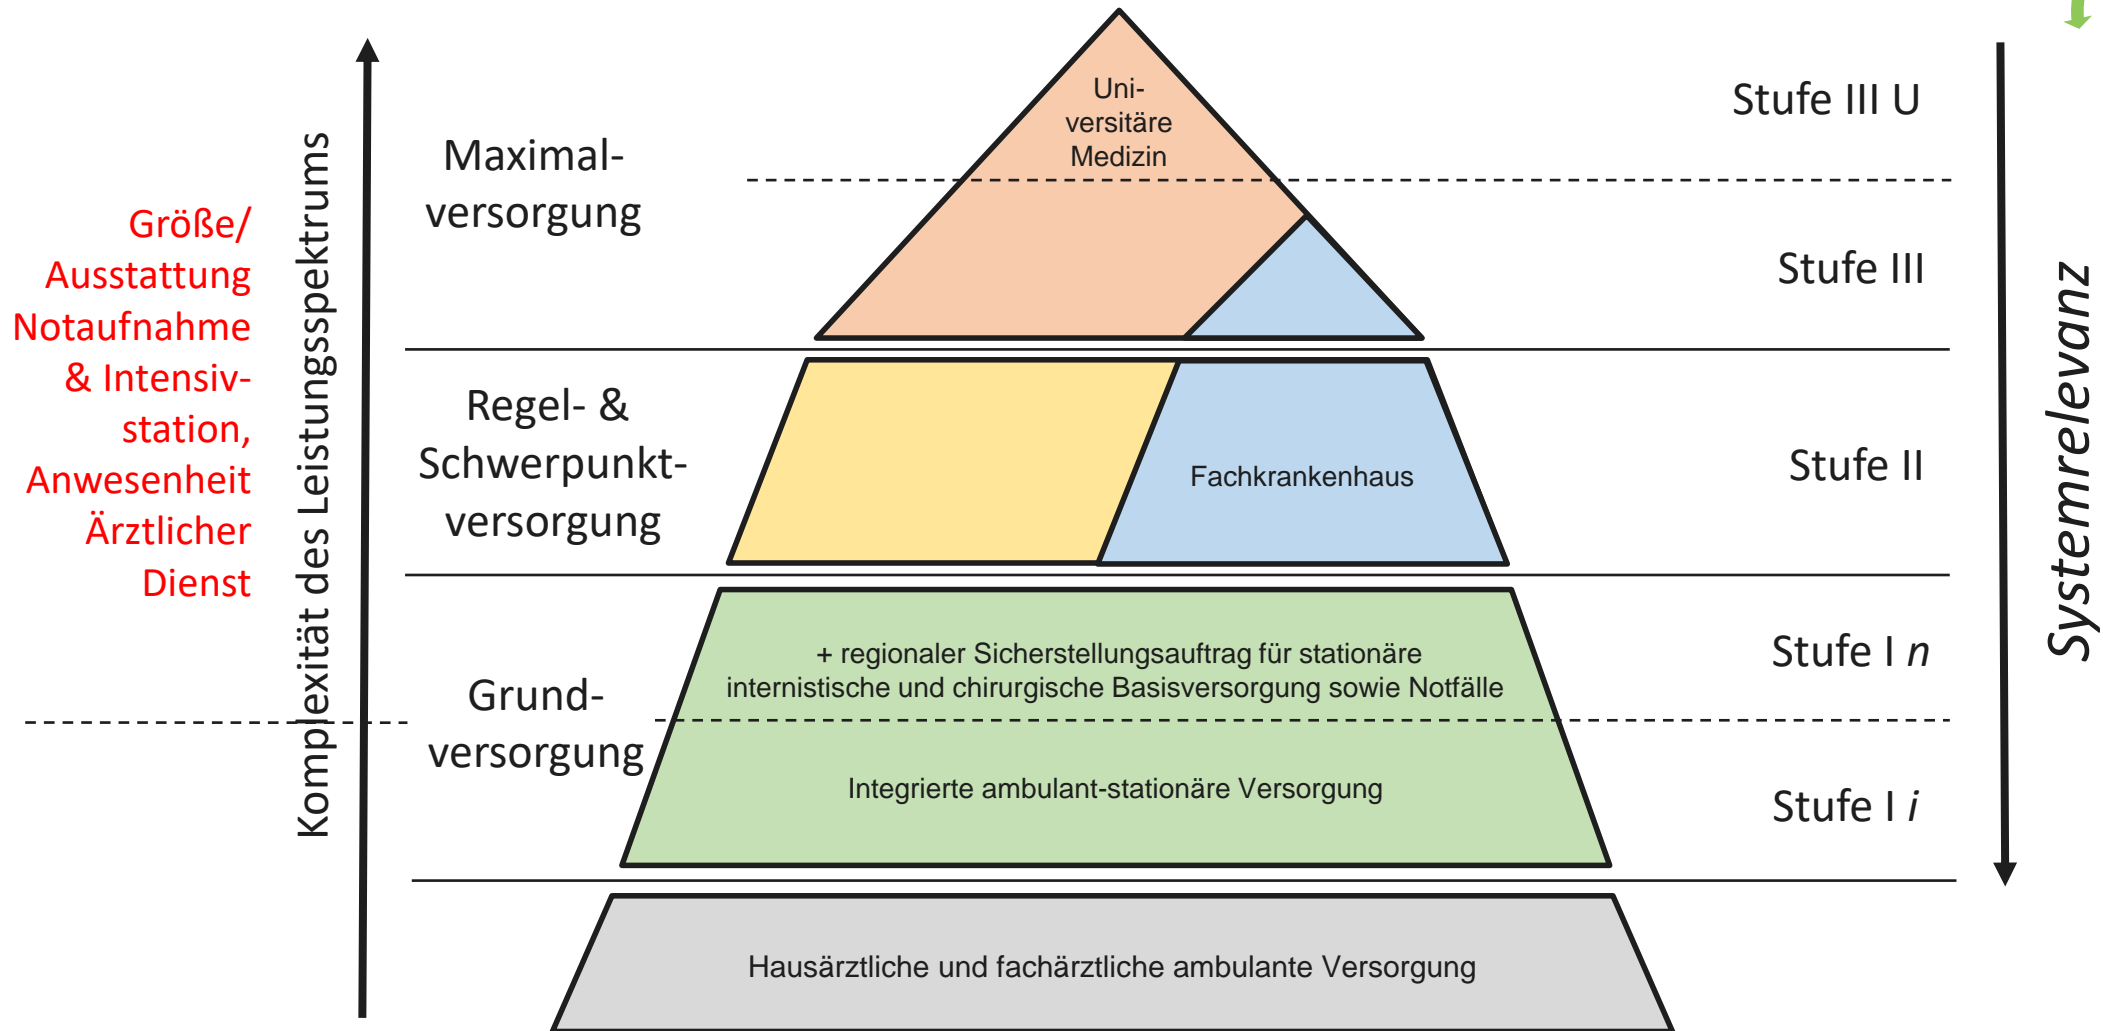 Größe/
Ausstattung
Notaufnahme
& Intensiv-
station,
Anwesenheit
Ärztlicher
Dienst
Komplexität des Leistungsspektrums
Maximal-
versorgung
Uni-
versitäre
Medizin
Stufe III U
Stufe III
Regel- &
Schwerpunkt-
versorgung
Fachkrankenhaus
Stufe II
Grund-
versorgung
+ regionaler Sicherstellungsauftrag für stationäre
internistische und chirurgische Basisversorgung sowie Notfälle
Stufe I n
Integrierte ambulant-stationäre Versorgung
Stufe I i
Hausärztliche und fachärztliche ambulante Versorgung
Systemrelevanz